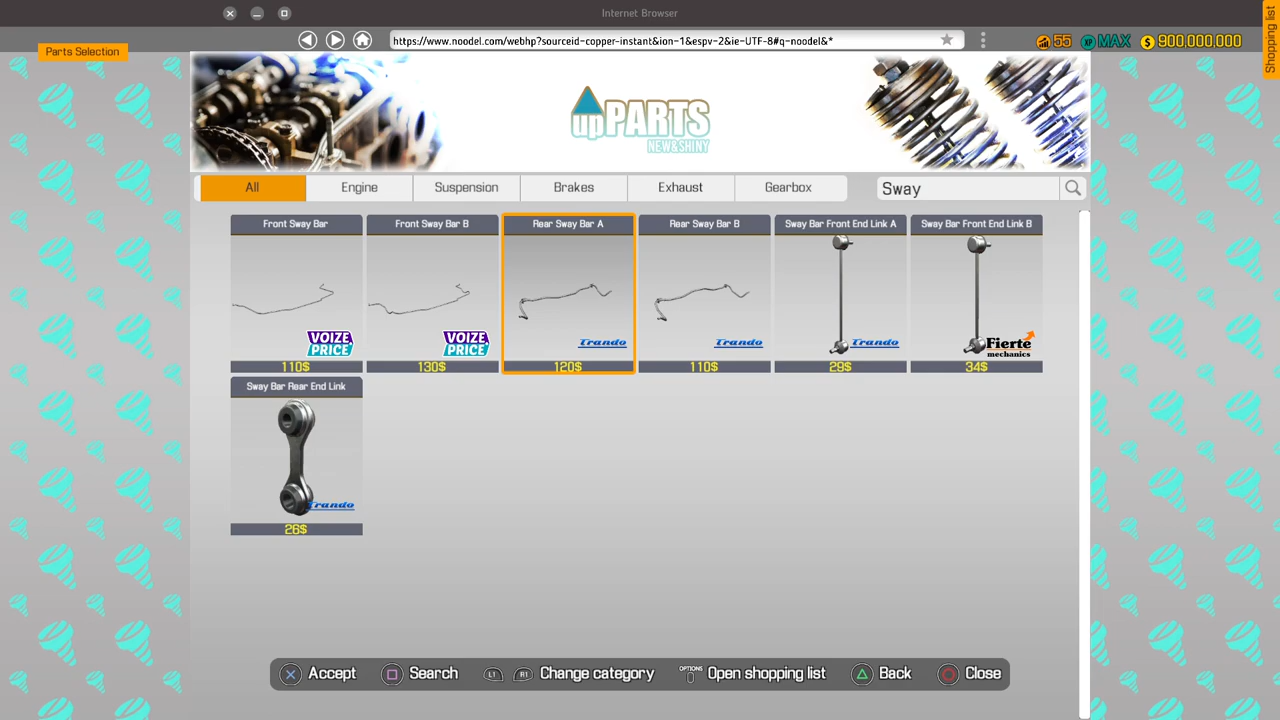 Internet Browser
Parts Selection
https://www.noodel.com/webhp?sourceid-copper-instant&ion-1&espv-2&ie-UTF-8#q-noodel&*
55 XP MAX $ 900,000,000
Shopping list
upPARTS
NEW&SHINY
All Engine Suspension Brakes Exhaust Gearbox Sway
Front Sway Bar Front Sway Bar B Rear Sway Bar A Rear Sway Bar B Sway Bar Front End Link A Sway Bar Front End Link B
VOIZE PRICE VOIZE PRICE Trando Trando Trando Fierte mechanics
110$ 130$ 120$ 110$ 29$ 34$
Sway Bar Rear End Link
Trando
26$
Accept Search L1 R1 Change category OPTIONS Open shopping list Back Close